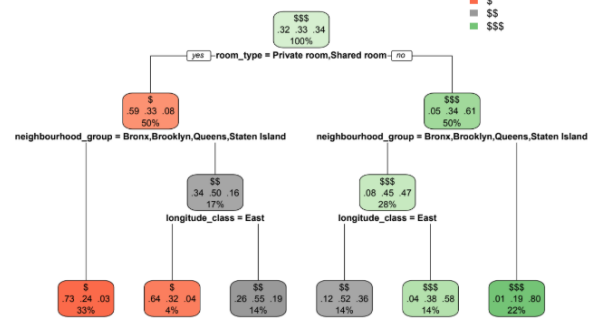 $
$$
$$$
$$$
.32 .33 .34
100%
yes room_type = Private room,Shared room no
$
.59 .33 .08
50%
$$$
.05 .34 .61
50%
neighbourhood_group = Bronx,Brooklyn,Queens,Staten Island
neighbourhood_group = Bronx,Brooklyn,Queens,Staten Island
$$
.34 .50 .16
17%
$$$
.08 .45 .47
28%
longitude_class = East
longitude_class = East
$
.73 .24 .03
33%
$
.64 .32 .04
4%
$$
.26 .55 .19
14%
$$
.12 .52 .36
14%
$$$
.04 .38 .58
14%
$$$
.01 .19 .80
22%